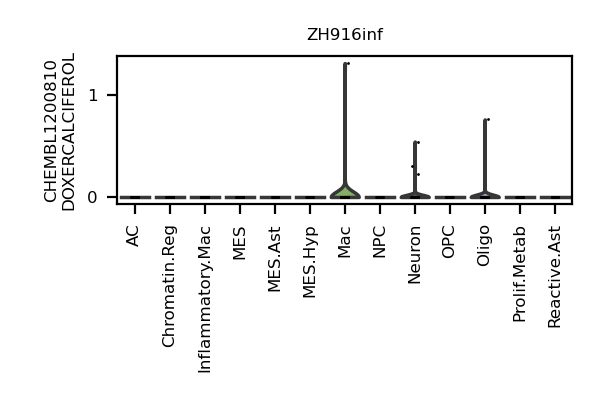 ZH916inf
CHEMBL1200810
DOXERCALCIFEROL
1
0
AC
Chromatin.Reg
Inflammatory.Mac
MES
MES.Ast
MES.Hyp
Mac
NPC
Neuron
OPC
Oligo
Prolif.Metab
Reactive.Ast